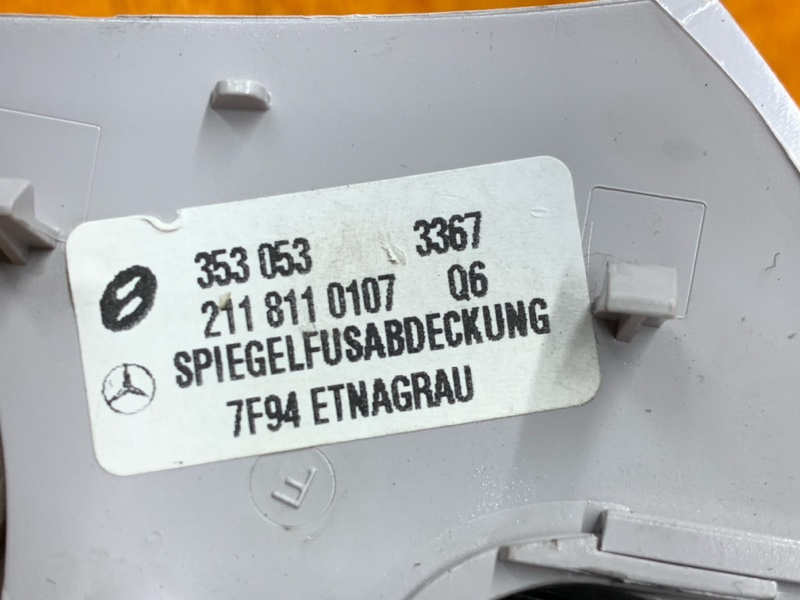 353 053 3367
211 811 0107 Q6
SPIEGELFUSABDECKUNG
7F94 ETNAGRAU
F